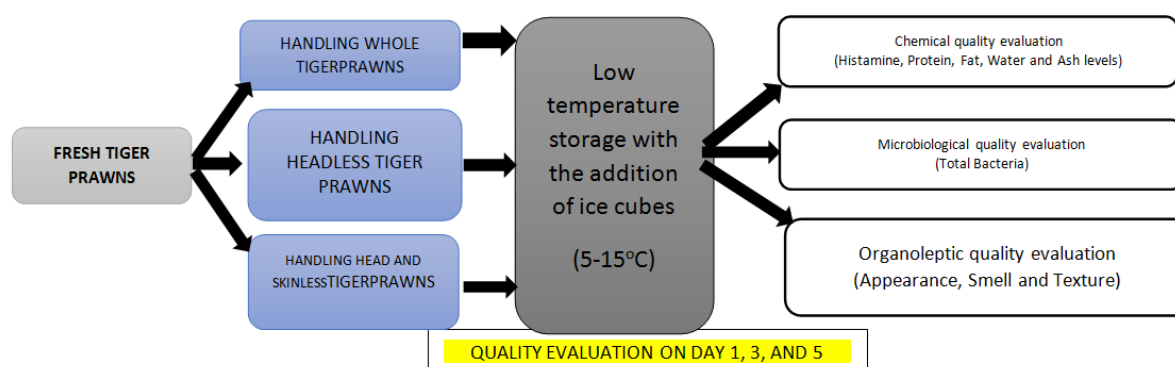 FRESH TIGER
PRAWNS
HANDLING WHOLE
TIGERPRAWNS
HANDLING
HEADLESS TIGER
PRAWNS
HANDLING HEAD AND
SKINLESSTIGERPRAWNS
Low
temperature
storage with
the addition
of ice cubes
(5-15°C)
Chemical quality evaluation
(Histamine, Protein, Fat, Water and Ash levels)
Microbiological quality evaluation
(Total Bacteria)
Organoleptic quality evaluation
(Appearance, Smell and Texture)
QUALITY EVALUATION ON DAY 1, 3, AND 5